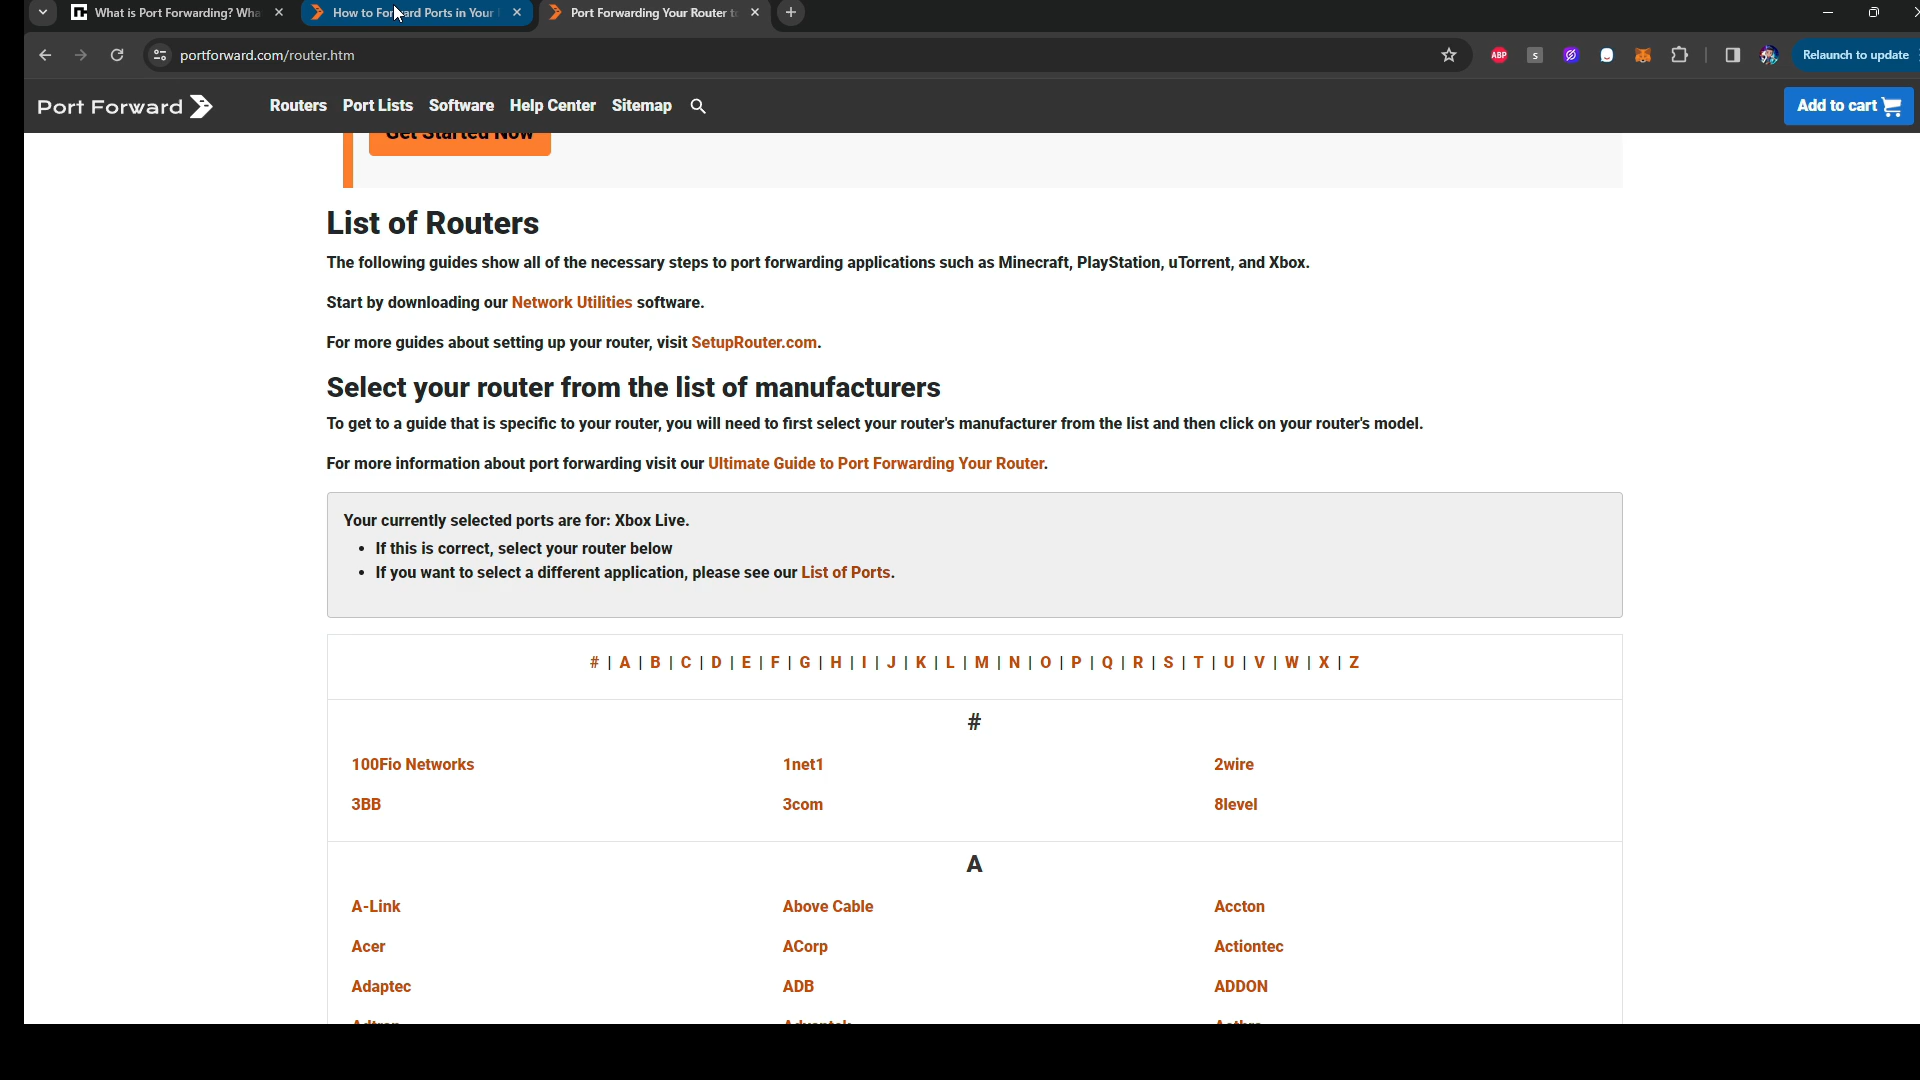 What is Port Forwarding? Wha
How to Forward Ports in Your
Port Forwarding Your Router t
portforward.com/router.htm
ABP
S
Relaunch to update
Port Forward
Routers
Port Lists
Software
Help Center
Sitemap
Add to cart
Get Started Now
List of Routers
The following guides show all of the necessary steps to port forwarding applications such as Minecraft, PlayStation, uTorrent, and Xbox.
Start by downloading our Network Utilities software.
For more guides about setting up your router, visit SetupRouter.com.
Select your router from the list of manufacturers
To get to a guide that is specific to your router, you will need to first select your router's manufacturer from the list and then click on your router's model.
For more information about port forwarding visit our Ultimate Guide to Port Forwarding Your Router.
Your currently selected ports are for: Xbox Live.
• If this is correct, select your router below
• If you want to select a different application, please see our List of Ports.
# | A | B | C | D | E | F | G | H | I | J | K | L | M | N | O | P | Q | R | S | T | U | V | W | X | Z
#
100Fio Networks 1net1 2wire
3BB 3com 8level
A
A-Link Above Cable Accton
Acer ACorp Actiontec
Adaptec ADB ADDON